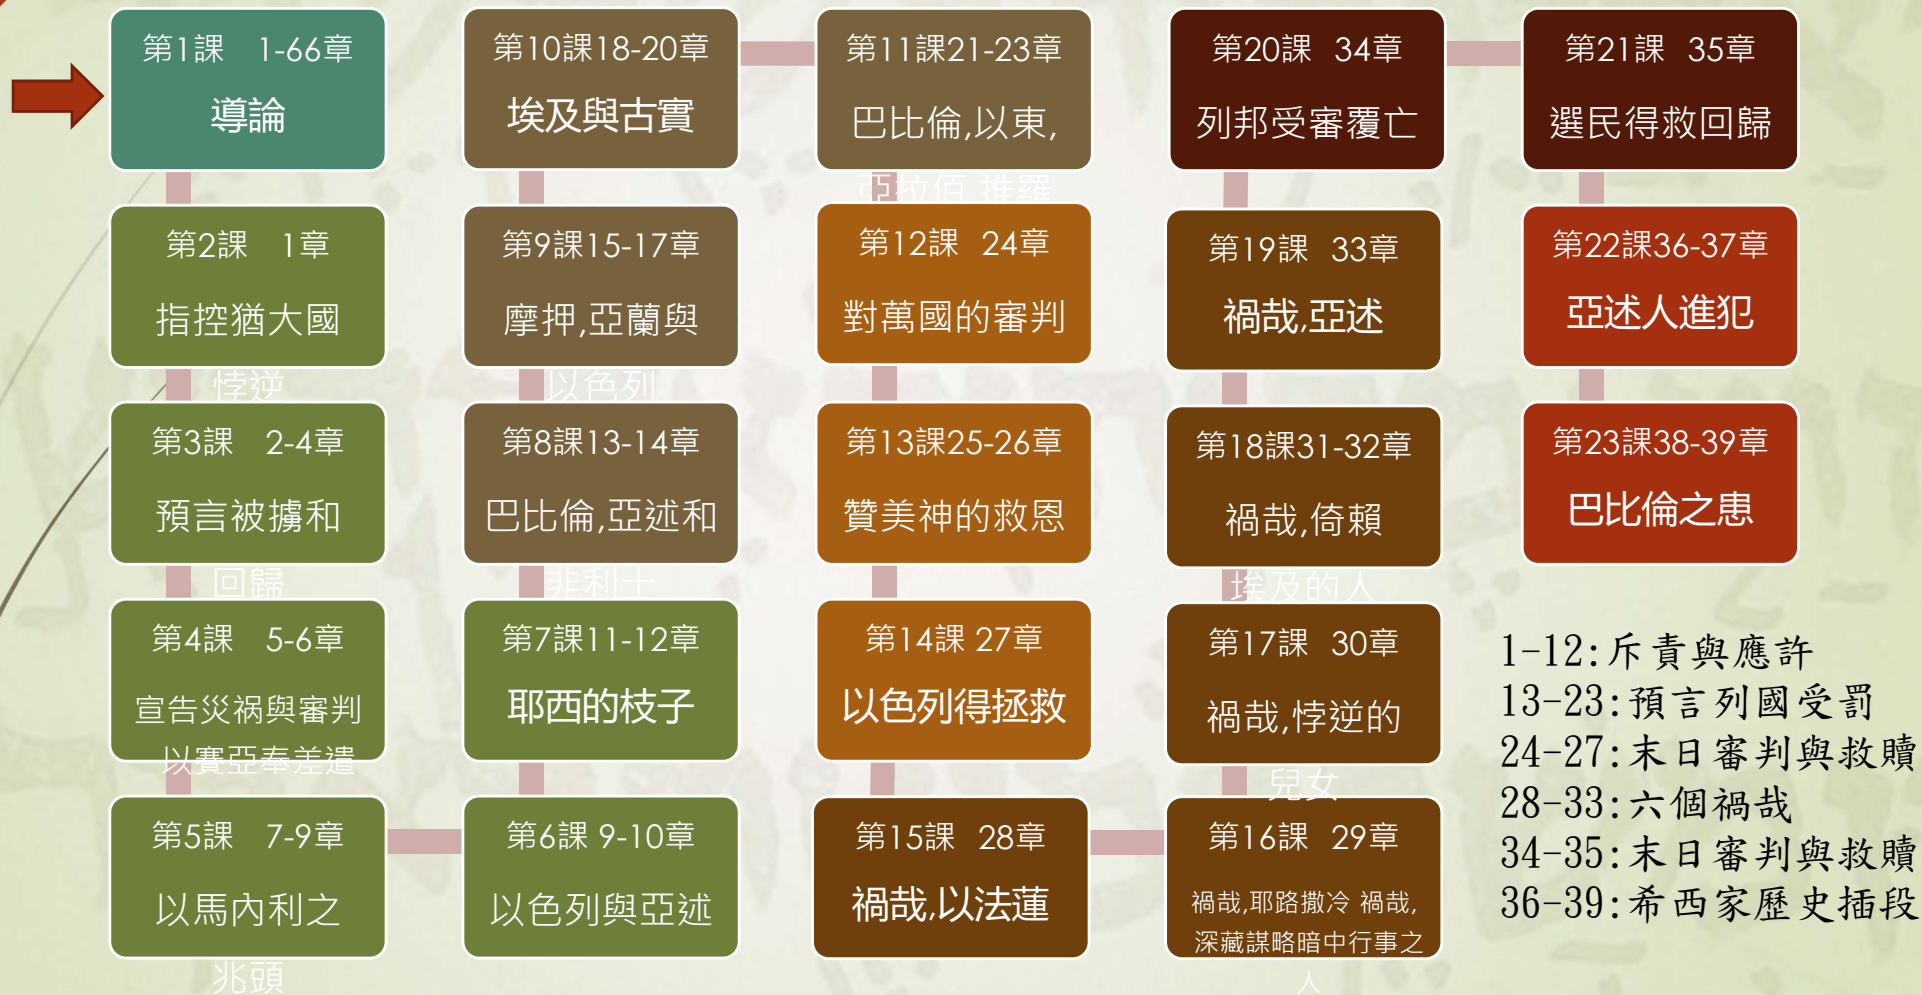 第1課 1-66章
導論
第2課 1章
指控猶大國
悖逆
第3課 2-4章
預言被擄和
回歸
第4課 5-6章
宣告災祸與審判
以賽亞奉差遣
第5課 7-9章
以馬內利之
兆頭
第6課 9-10章
以色列與亞述
第7課11-12章
耶西的枝子
第8課13-14章
巴比倫,亞述和
非利士
第9課15-17章
摩押,亞蘭與
以色列
第10課18-20章
埃及與古實
第11課21-23章
巴比倫,以東,
亞拉伯 推羅
第12課 24章
對萬國的審判
第13課25-26章
贊美神的救恩
第14課 27章
以色列得拯救
第15課 28章
禍哉,以法蓮
第16課 29章
禍哉,耶路撒冷 禍哉,
深藏謀略暗中行事之
人
第17課 30章
禍哉,悖逆的
兒女
第18課31-32章
禍哉,倚賴
埃及的人
第19課 33章
禍哉,亞述
第20課 34章
列邦受審覆亡
第21課 35章
選民得救回歸
第22課36-37章
亞述人進犯
第23課38-39章
巴比倫之患
1-12:斥責與應許
13-23:預言列國受罰
24-27:末日審判與救贖
28-33:六個禍哉
34-35:末日審判與救贖
36-39:希西家歷史插段